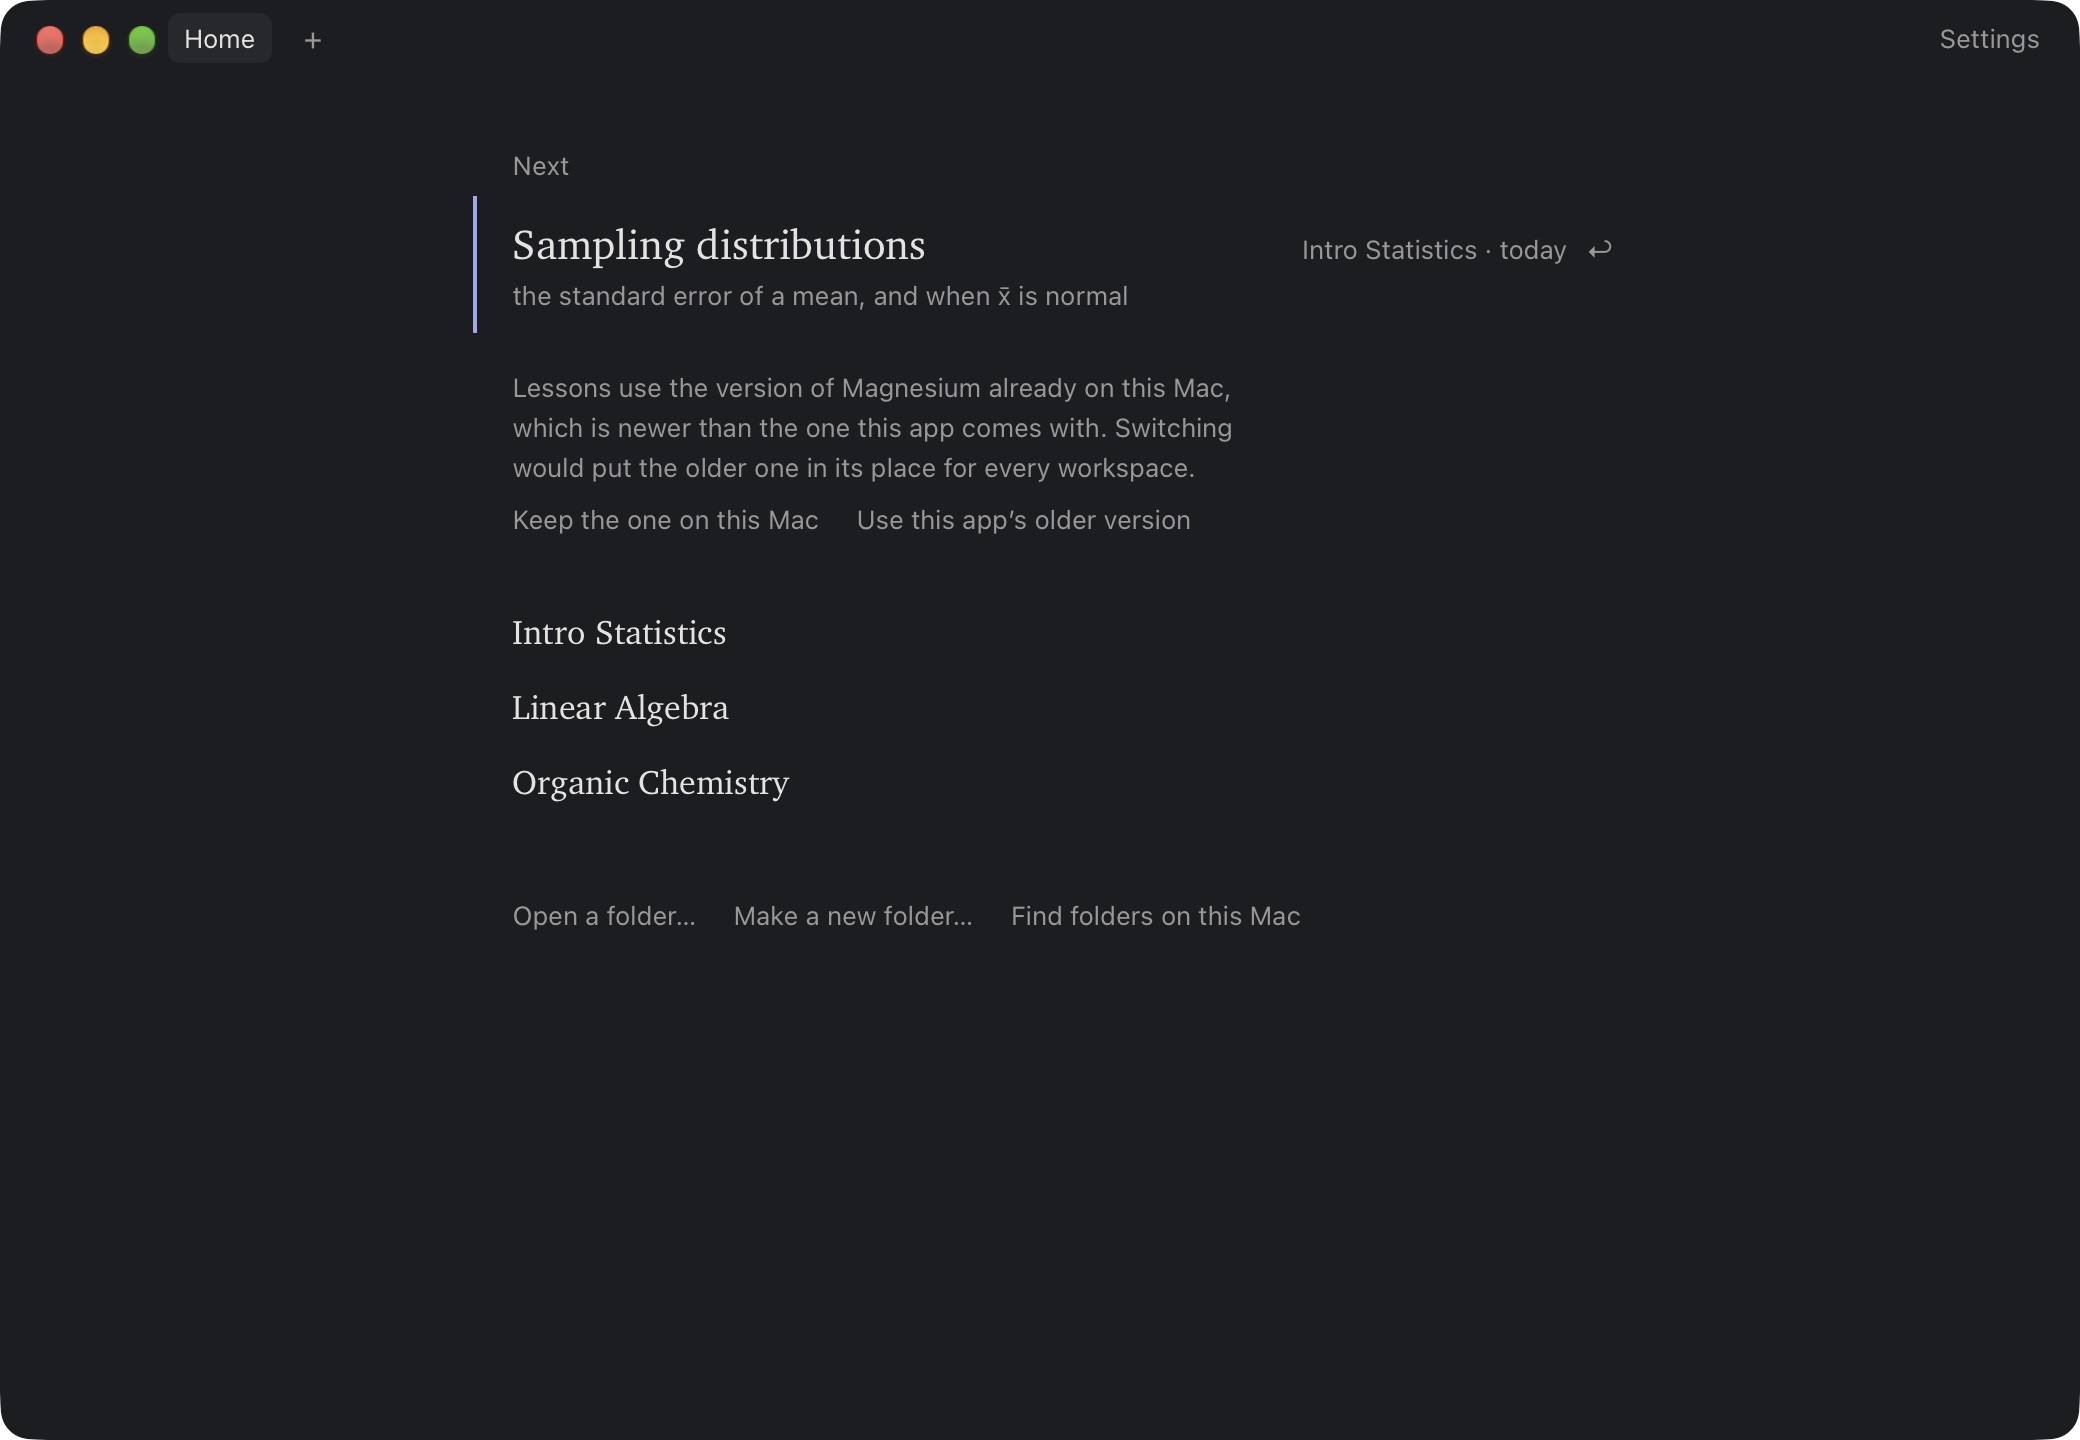 Home
+
Settings
Next
Sampling distributions
Intro Statistics · today
the standard error of a mean, and when x̄ is normal
Lessons use the version of Magnesium already on this Mac,
which is newer than the one this app comes with. Switching
would put the older one in its place for every workspace.
Keep the one on this Mac
Use this app’s older version
Intro Statistics
Linear Algebra
Organic Chemistry
Open a folder…
Make a new folder…
Find folders on this Mac